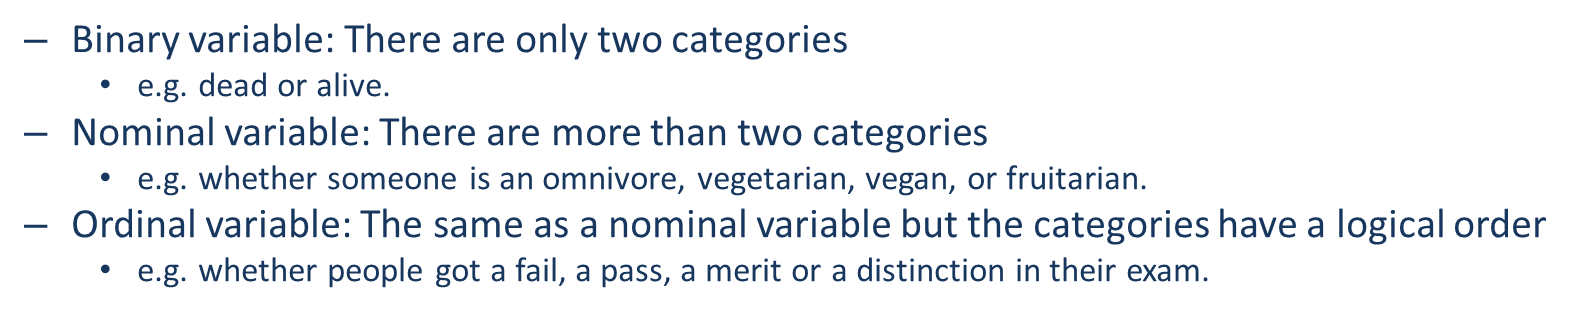 – Binary variable: There are only two categories
• e.g. dead or alive.
– Nominal variable: There are more than two categories
• e.g. whether someone is an omnivore, vegetarian, vegan, or fruitarian.
– Ordinal variable: The same as a nominal variable but the categories have a logical order
• e.g. whether people got a fail, a pass, a merit or a distinction in their exam.